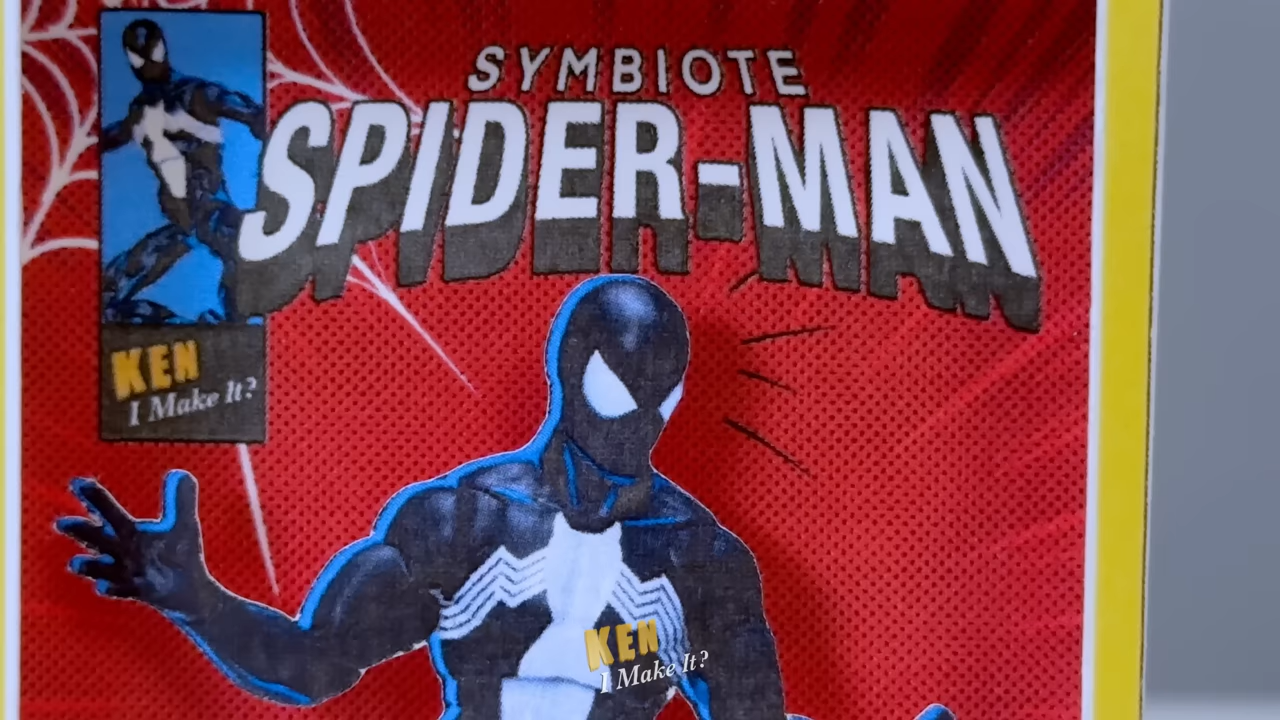 SYMBIOTE
SPIDER-MAN
KEN
I Make It?
KEN
I Make It?